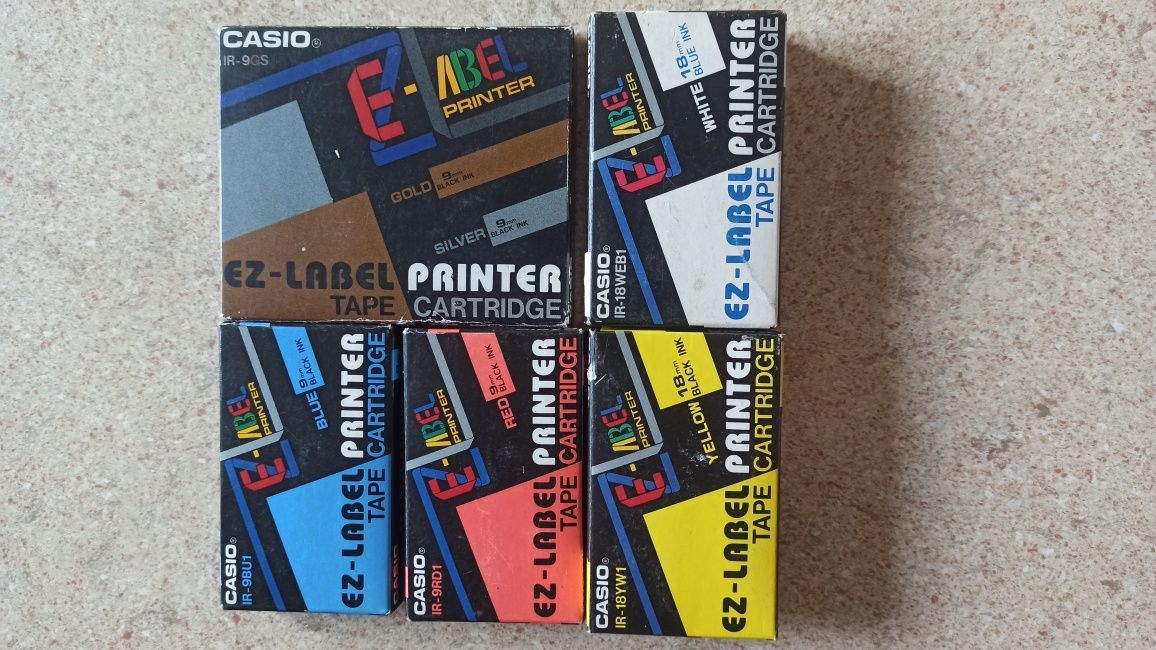 CASIO®
IR-9GS
EZ-LABEL
PRINTER
GOLD 9mm
BLACK INK
SILVER 9mm
BLACK INK
EZ-LABEL PRINTER
TAPE CARTRIDGE
CASIO®
IR-18WEB1
EZ-LABEL
PRINTER
WHITE 18mm
BLUE INK
EZ-LABEL PRINTER
TAPE CARTRIDGE
CASIO®
IR-9BU1
EZ-LABEL
PRINTER
BLUE 9mm
BLACK INK
EZ-LABEL PRINTER
TAPE CARTRIDGE
CASIO
CASIO®
IR-9RD1
EZ-LABEL
PRINTER
RED 9mm
BLACK INK
EZ-LABEL PRINTER
TAPE CARTRIDGE
CASIO®
IR-18YW1
EZ-LABEL
PRINTER
YELLOW 18mm
BLACK INK
EZ-LABEL PRINTER
TAPE CARTRIDGE